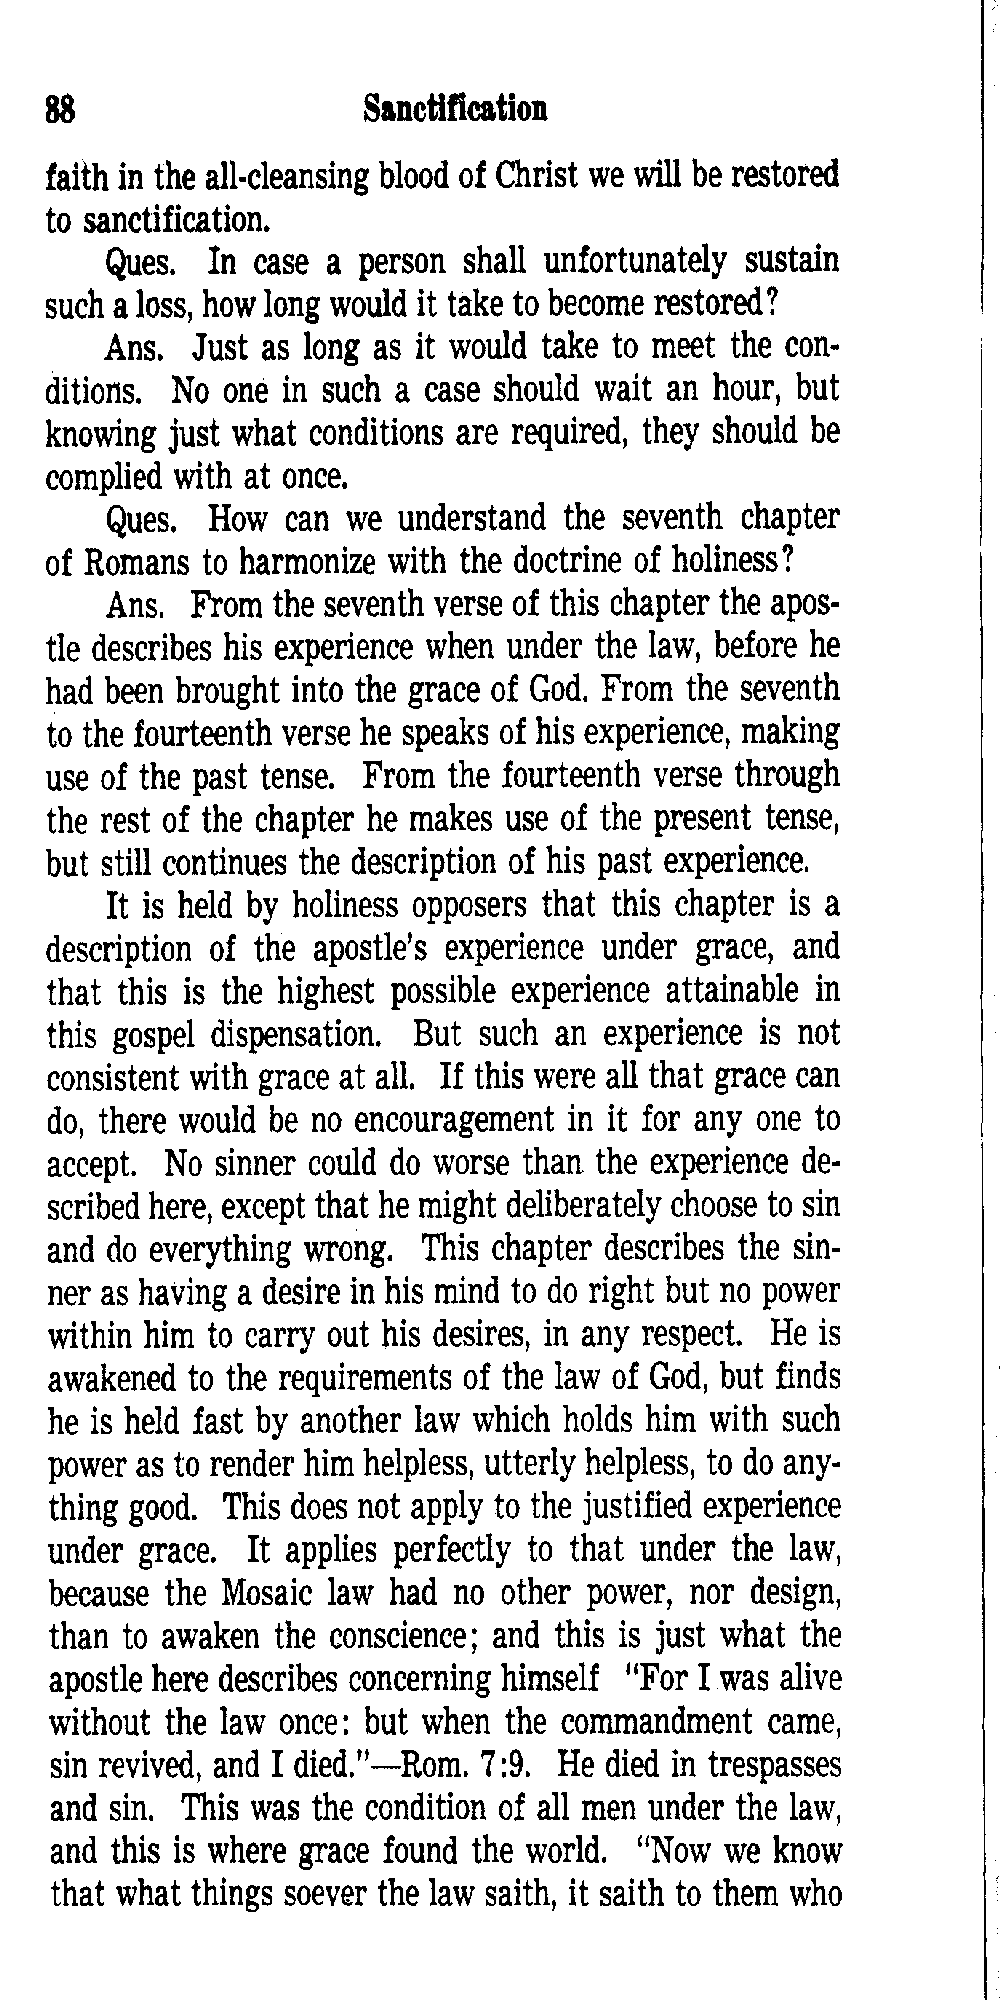 88 Sanctification
faith in the all-cleansing blood of Christ we will be restored
to sanctification.
Ques. In case a person shall unfortunately sustain
such a loss, how long would it take to become restored?
Ans. Just as long as it would take to meet the con-
ditions. No one in such a case should wait an hour, but
knowing just what conditions are required, they should be
complied with at once.
Ques. How can we understand the seventh chapter
of Romans to harmonize with the doctrine of holiness?
Ans. From the seventh verse of this chapter the apos-
tle describes his experience when under the law, before he
had been brought into the grace of God. From the seventh
to the fourteenth verse he speaks of his experience, making
use of the past tense. From the fourteenth verse through
the rest of the chapter he makes use of the present tense,
but still continues the description of his past experience.
It is held by holiness opposers that this chapter is a
description of the apostle's experience under grace, and
that this is the highest possible experience attainable in
this gospel dispensation. But such an experience is not
consistent with grace at all. If this were all that grace can
do, there would be no encouragement in it for any one to
accept. No sinner could do worse than the experience de-
scribed here, except that he might deliberately choose to sin
and do everything wrong. This chapter describes the sin-
ner as having a desire in his mind to do right but no power
within him to carry out his desires, in any respect. He is
awakened to the requirements of the law of God, but finds
he is held fast by another law which holds him with such
power as to render him helpless, utterly helpless, to do any-
thing good. This does not apply to the justified experience
under grace. It applies perfectly to that under the law,
because the Mosaic law had no other power, nor design,
than to awaken the conscience; and this is just what the
apostle here describes concerning himself "For I was alive
without the law once: but when the commandment came,
sin revived, and I died."—Rom. 7:9. He died in trespasses
and sin. This was the condition of all men under the law,
and this is where grace found the world. "Now we know
that what things soever the law saith, it saith to them who